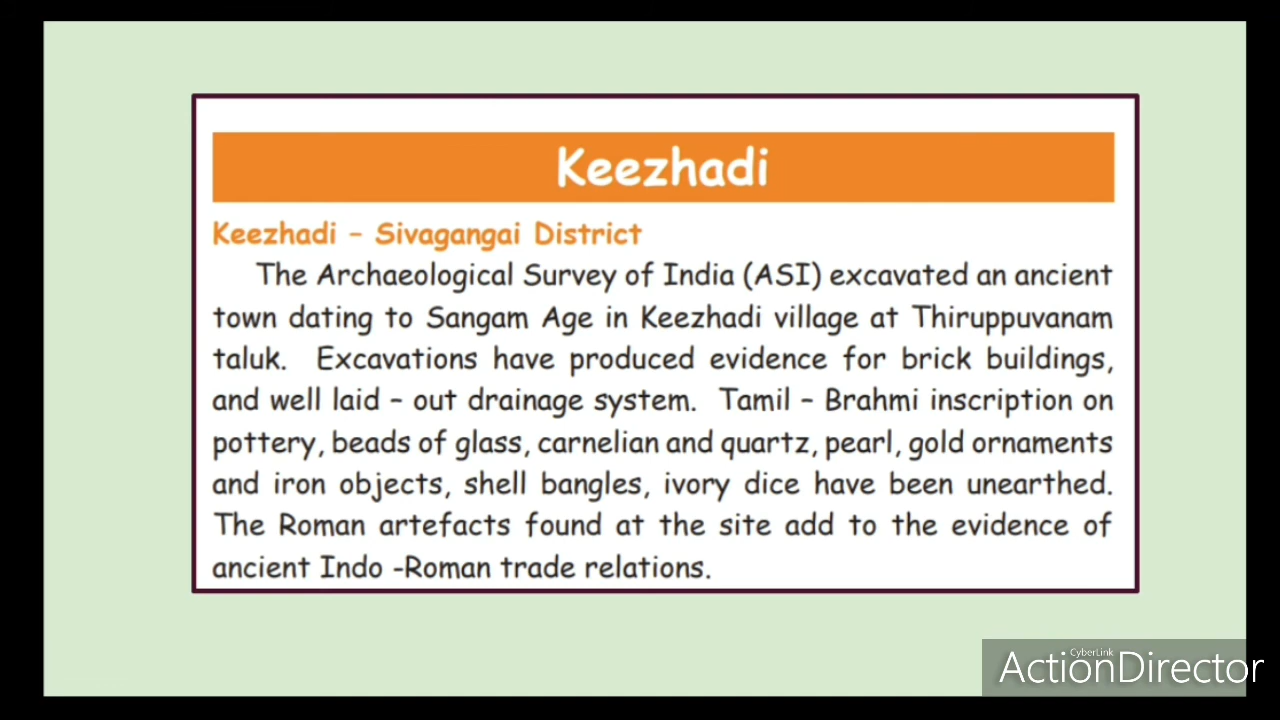 Keezhadi
Keezhadi – Sivagangai District
The Archaeological Survey of India (ASI) excavated an ancient
town dating to Sangam Age in Keezhadi village at Thiruppuvanam
taluk. Excavations have produced evidence for brick buildings,
and well laid – out drainage system. Tamil – Brahmi inscription on
pottery, beads of glass, carnelian and quartz, pearl, gold ornaments
and iron objects, shell bangles, ivory dice have been unearthed.
The Roman artefacts found at the site add to the evidence of
ancient Indo -Roman trade relations.
CyberLink
ActionDirector